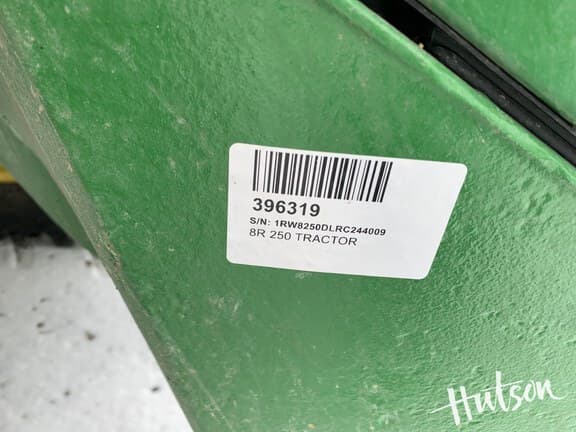 396319
S/N: 1RW8250DLRC244009
8R 250 TRACTOR
Hutson